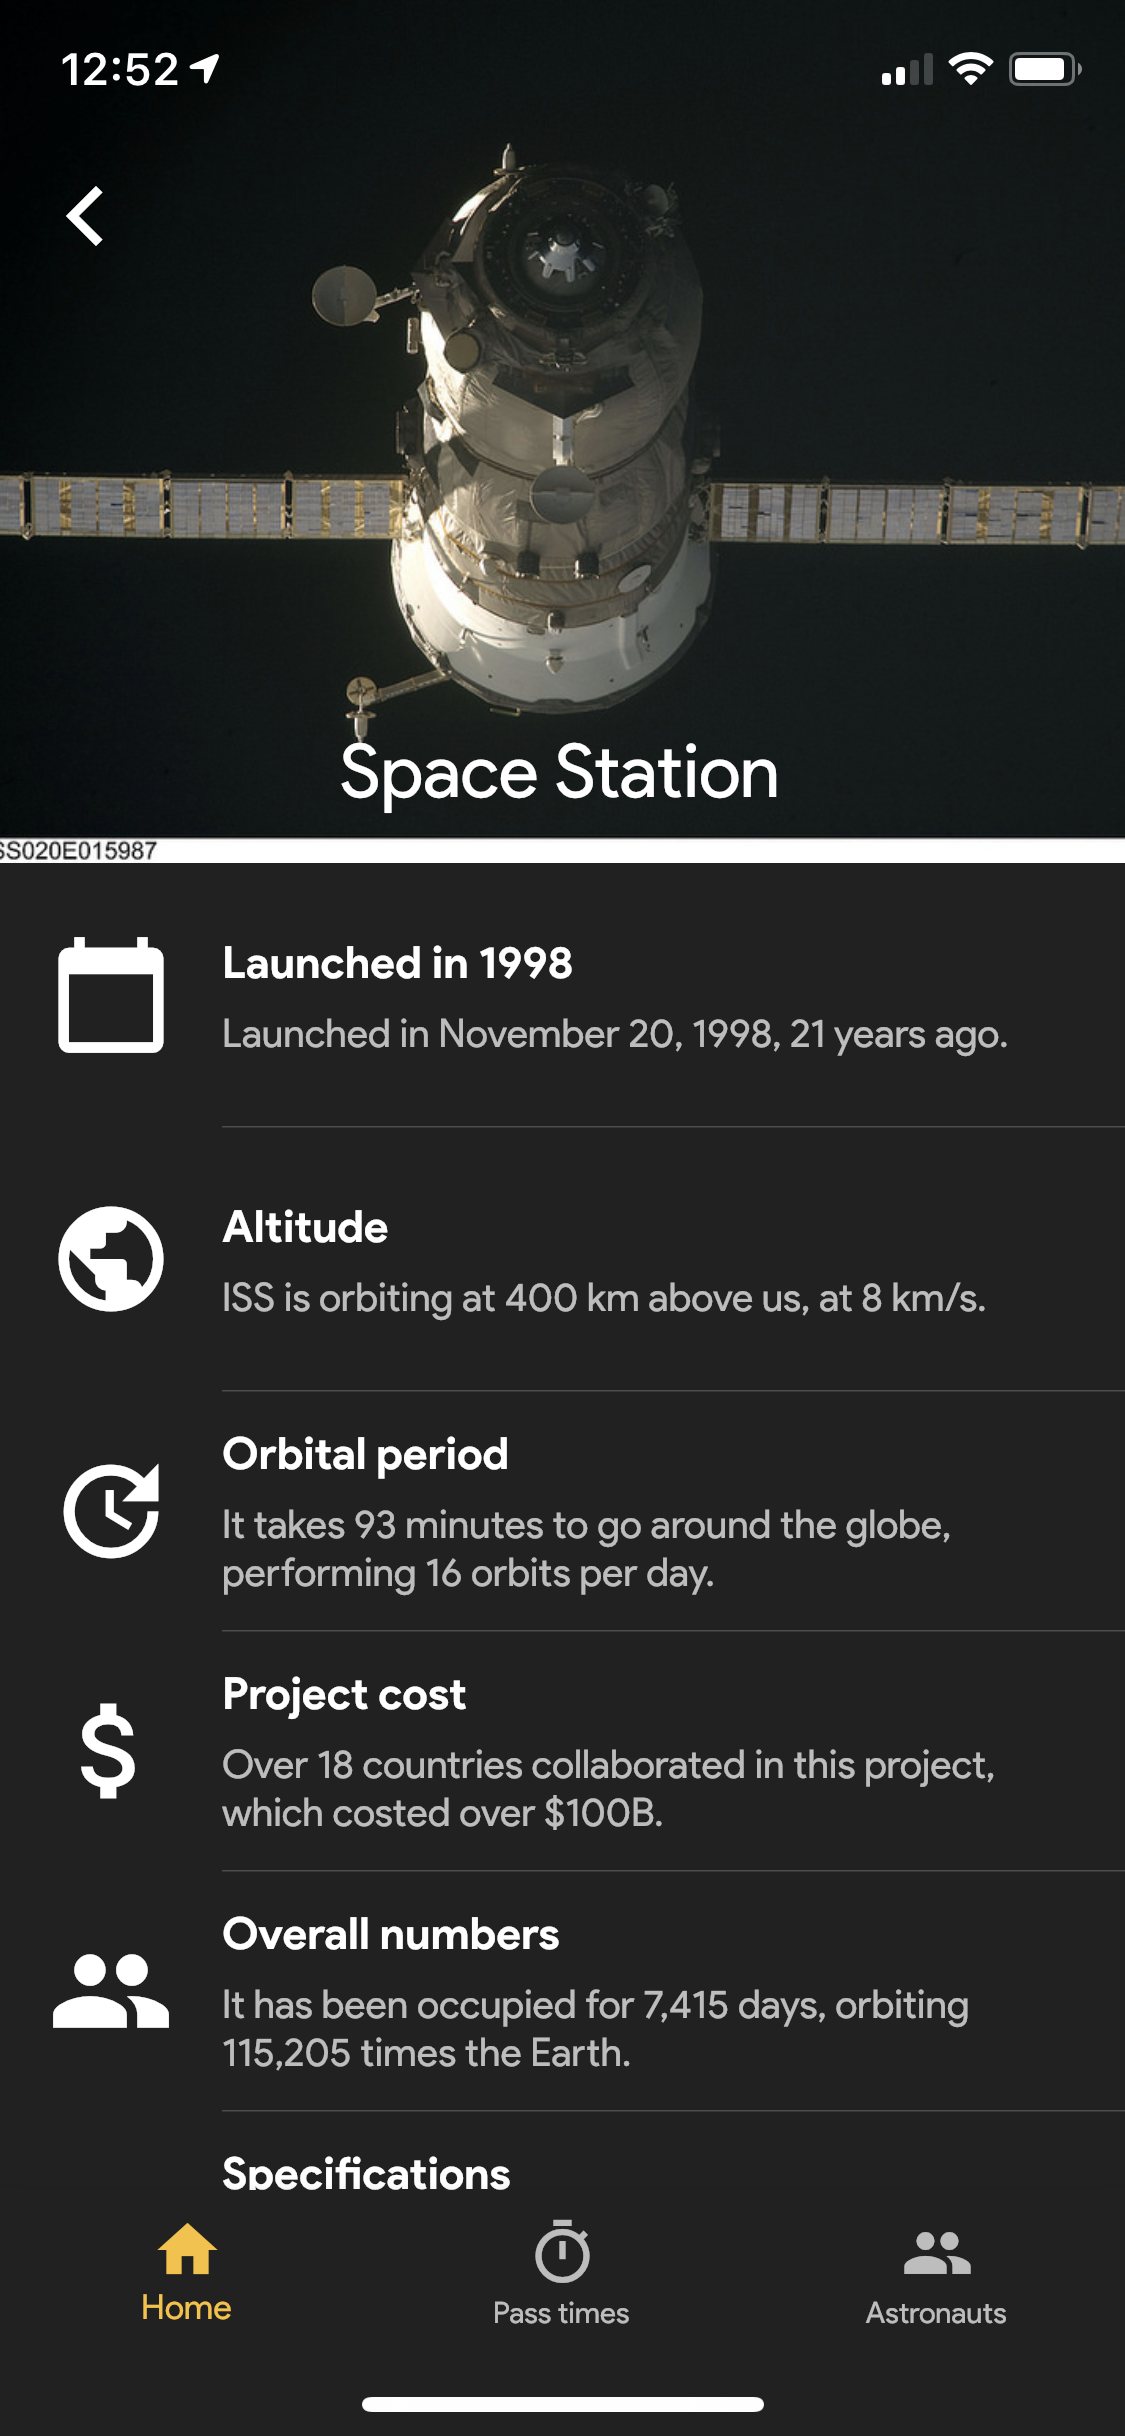 12:52
Space Station
SS020E015987
Launched in 1998
Launched in November 20, 1998, 21 years ago.
Altitude
ISS is orbiting at 400 km above us, at 8 km/s.
Orbital period
It takes 93 minutes to go around the globe,
performing 16 orbits per day.
Project cost
Over 18 countries collaborated in this project,
which costed over $100B.
Overall numbers
It has been occupied for 7,415 days, orbiting
115,205 times the Earth.
Specifications
Home
Pass times
Astronauts